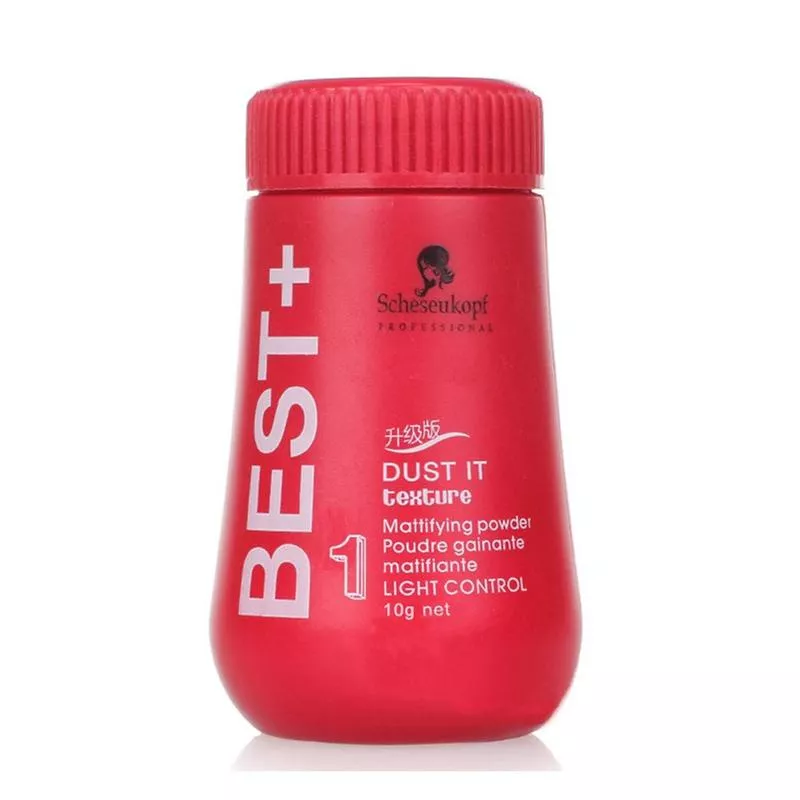 BEST+
Scheseukopf
PROFESSIONAL
升级版
DUST IT
texture
Mattifying powder
Poudre gainante
matifiante
1
LIGHT CONTROL
10g net